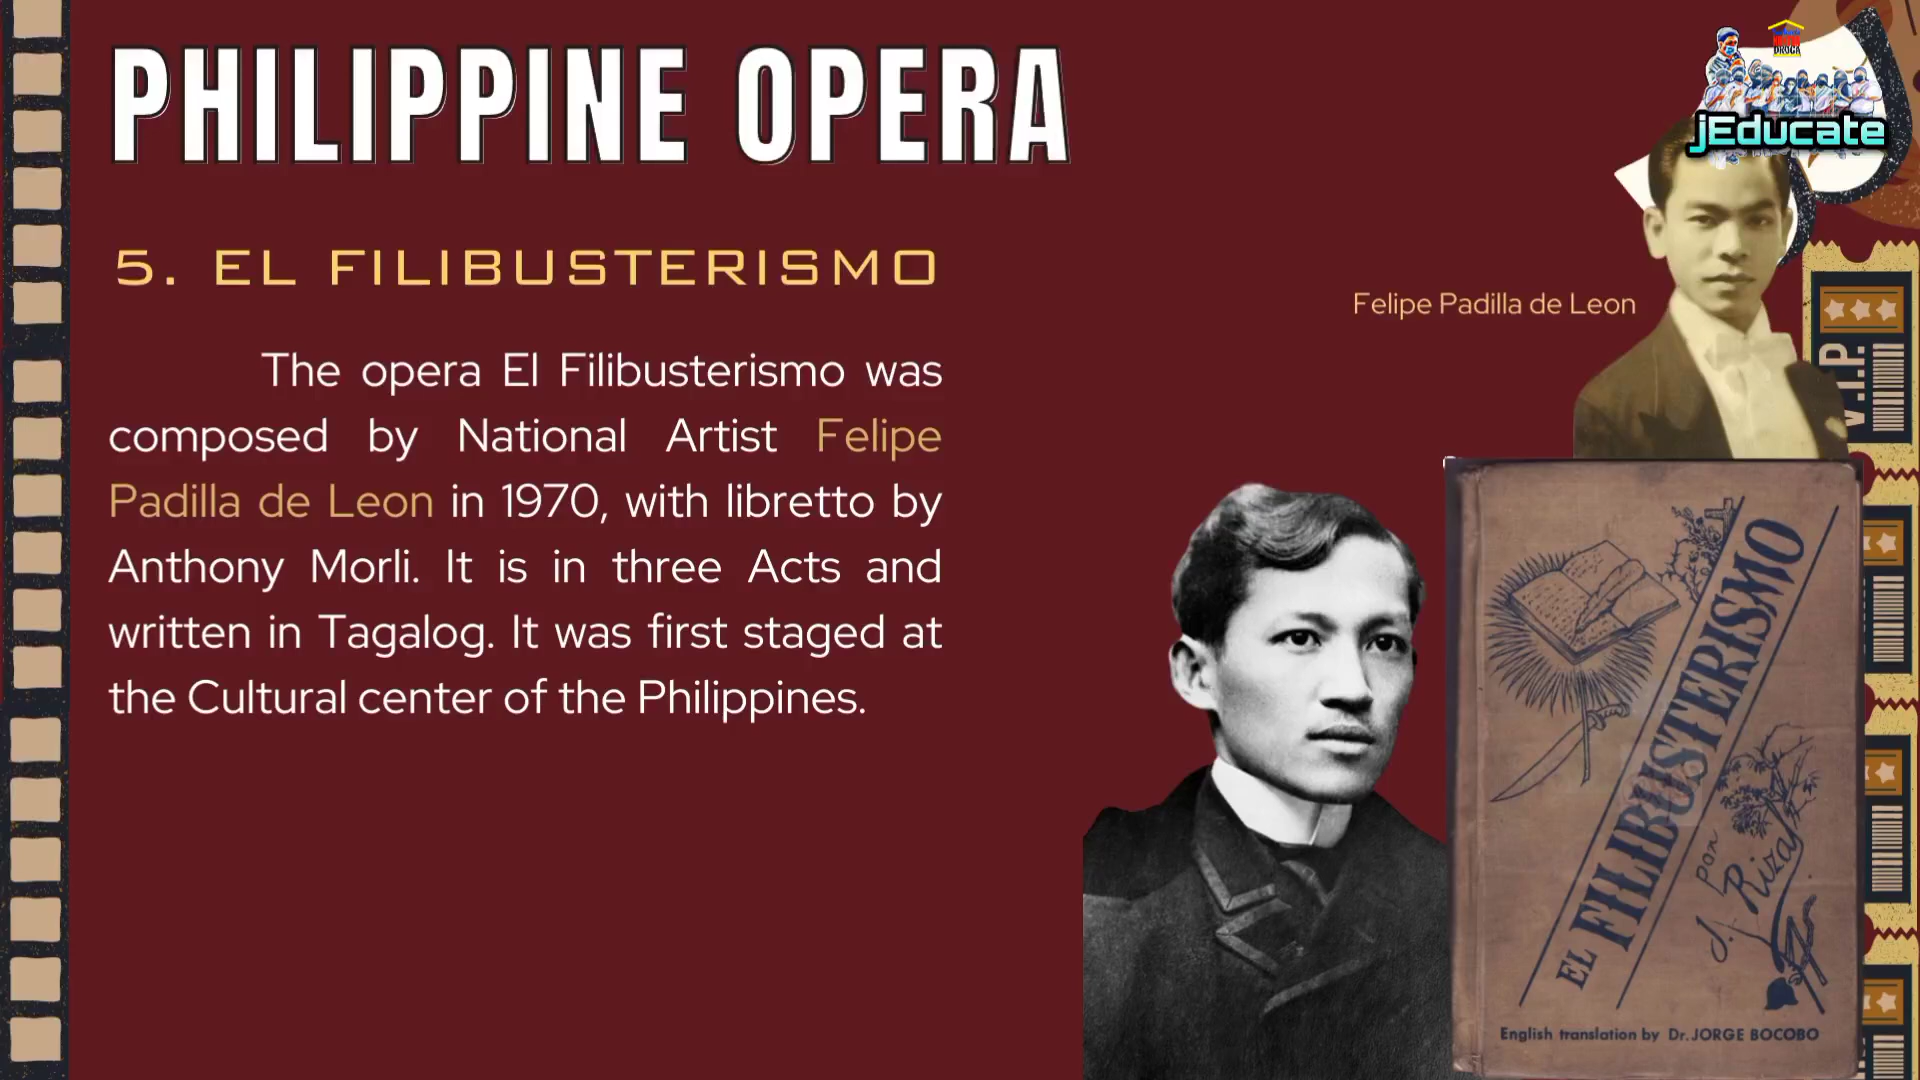 PHILIPPINE OPERA
DROGA
jEducate
5. EL FILIBUSTERISMO
Felipe Padilla de Leon
The opera El Filibusterismo was
composed by National Artist Felipe
Padilla de Leon in 1970, with libretto by
Anthony Morli. It is in three Acts and
written in Tagalog. It was first staged at
the Cultural center of the Philippines.
V.I.P.
EL FILIBUSTERISMO
por
J. Rizal
English translation by Dr. JORGE BOCOBO